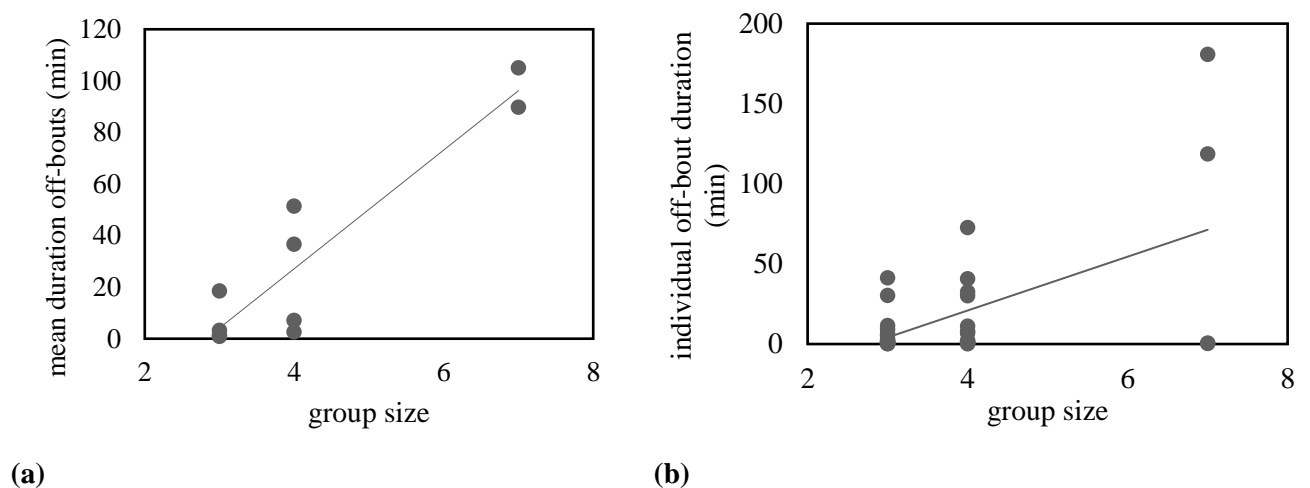 mean duration off-bouts (min)
120
100
80
60
40
20
0
2
4
6
8
group size
(a)
individual off-bout duration
(min)
200
150
100
50
0
2
4
6
8
group size
(b)